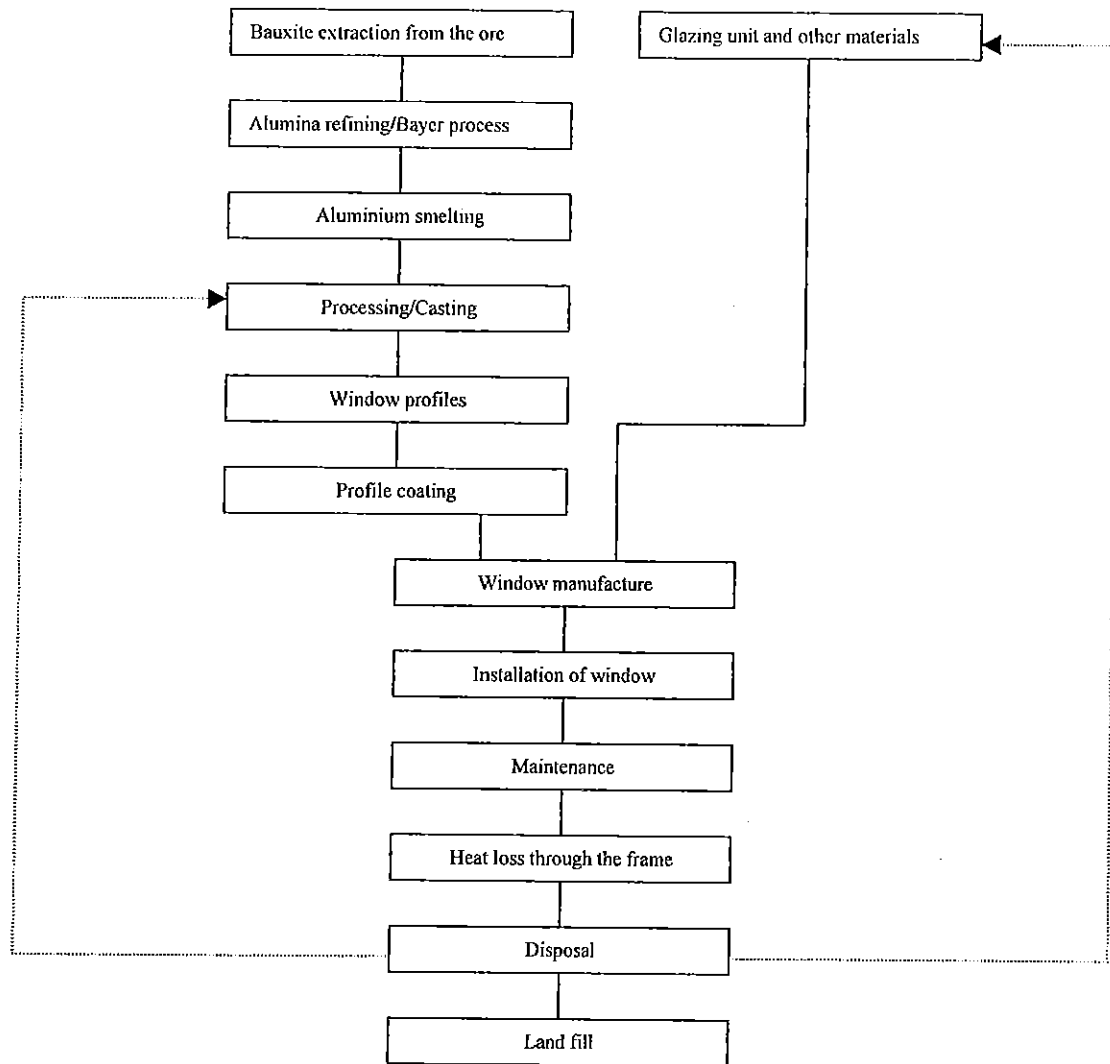 Bauxite extraction from the ore
Glazing unit and other materials
Alumina refining/Bayer process
Aluminium smelting
Processing/Casting
Window profiles
Profile coating
Window manufacture
Installation of window
Maintenance
Heat loss through the frame
Disposal
Land fill